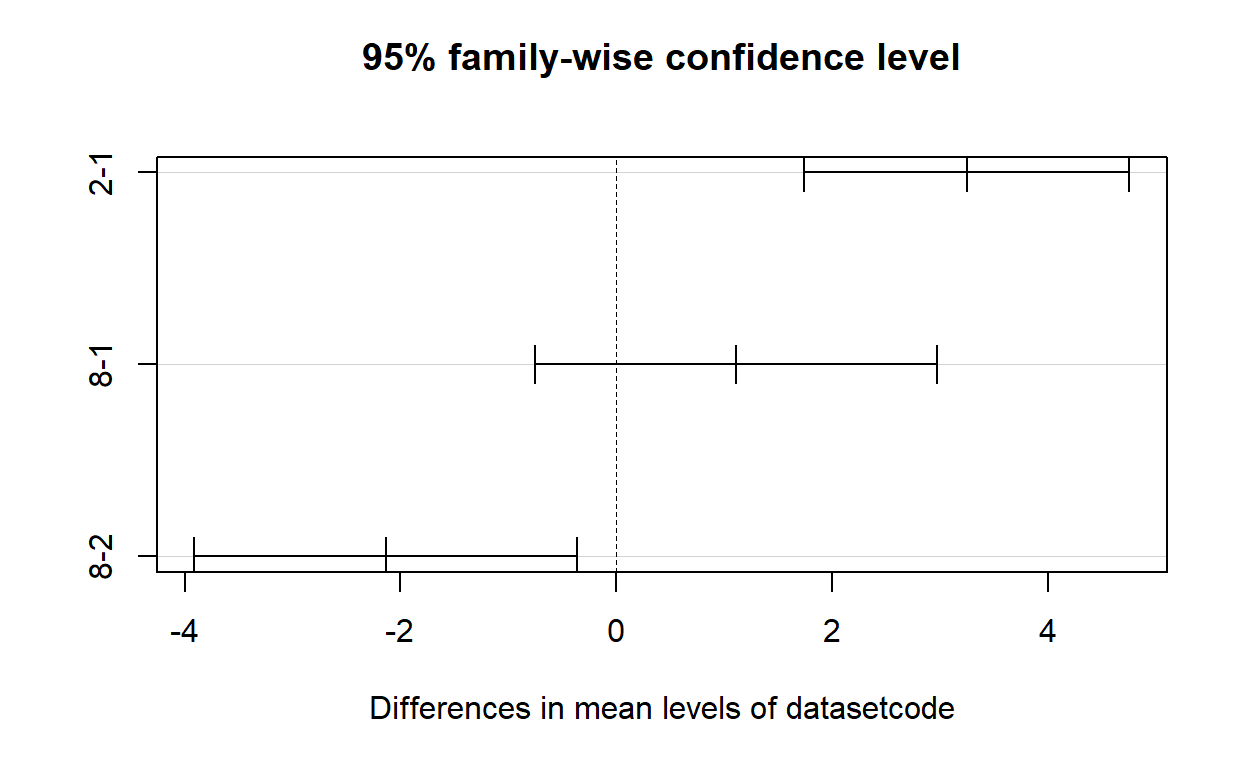 95% family-wise confidence level
2-1
8-1
8-2
-4 -2 0 2 4
Differences in mean levels of datasetcode